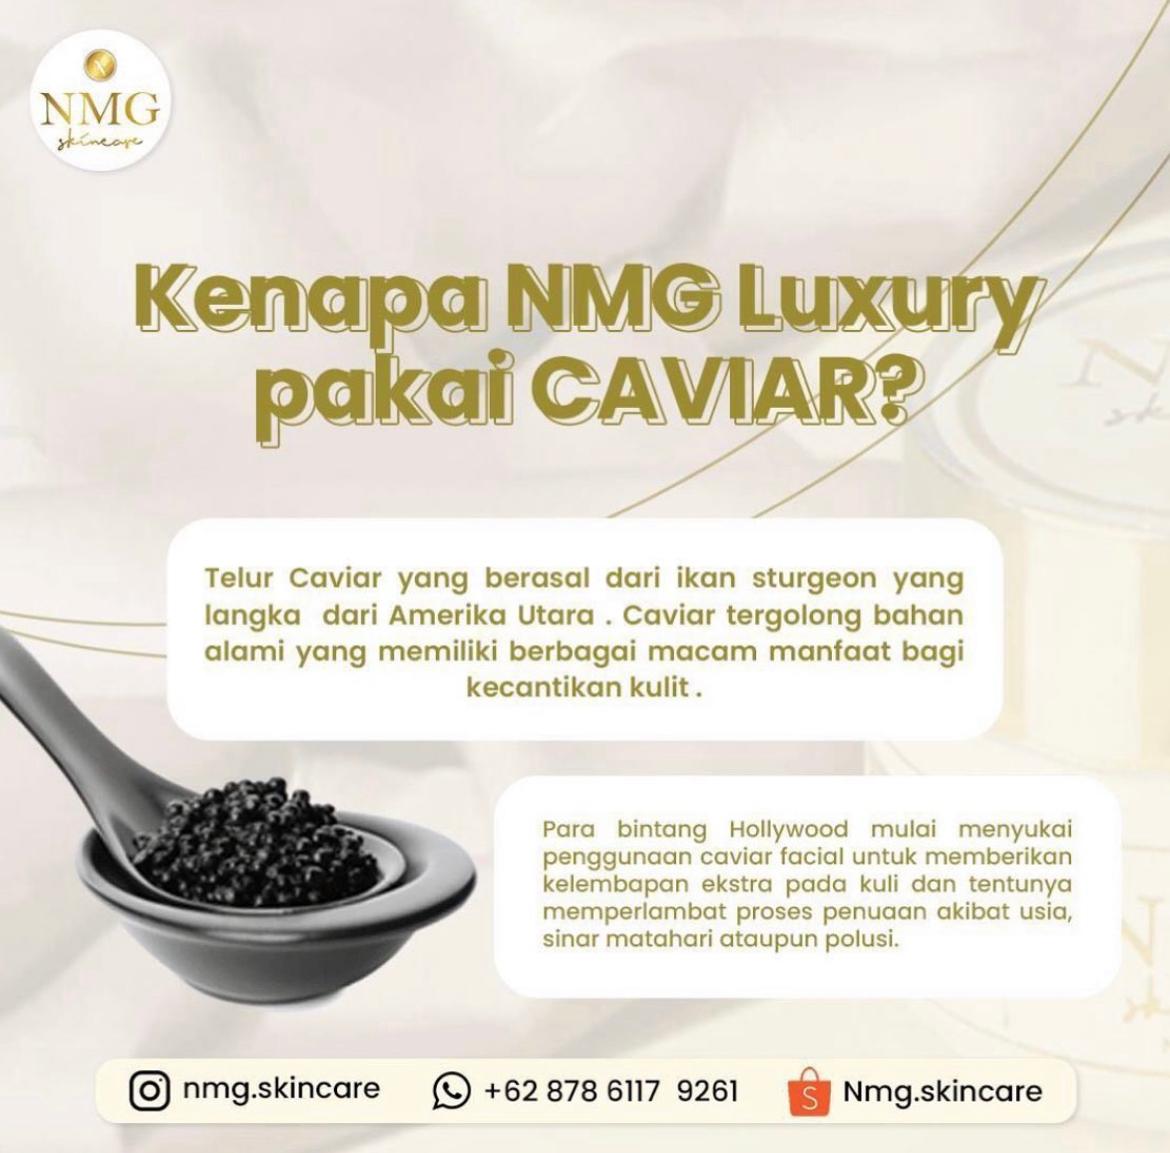 N
NMG
skincare
Kenapa NMG Luxury
pakai CAVIAR?
Telur Caviar yang berasal dari ikan sturgeon yang
langka dari Amerika Utara . Caviar tergolong bahan
alami yang memiliki berbagai macam manfaat bagi
kecantikan kulit .
Para bintang Hollywood mulai menyukai
penggunaan caviar facial untuk memberikan
kelembapan ekstra pada kuli dan tentunya
memperlambat proses penuaan akibat usia,
sinar matahari ataupun polusi.
nmg.skincare
+62 878 6117 9261
S
Nmg.skincare